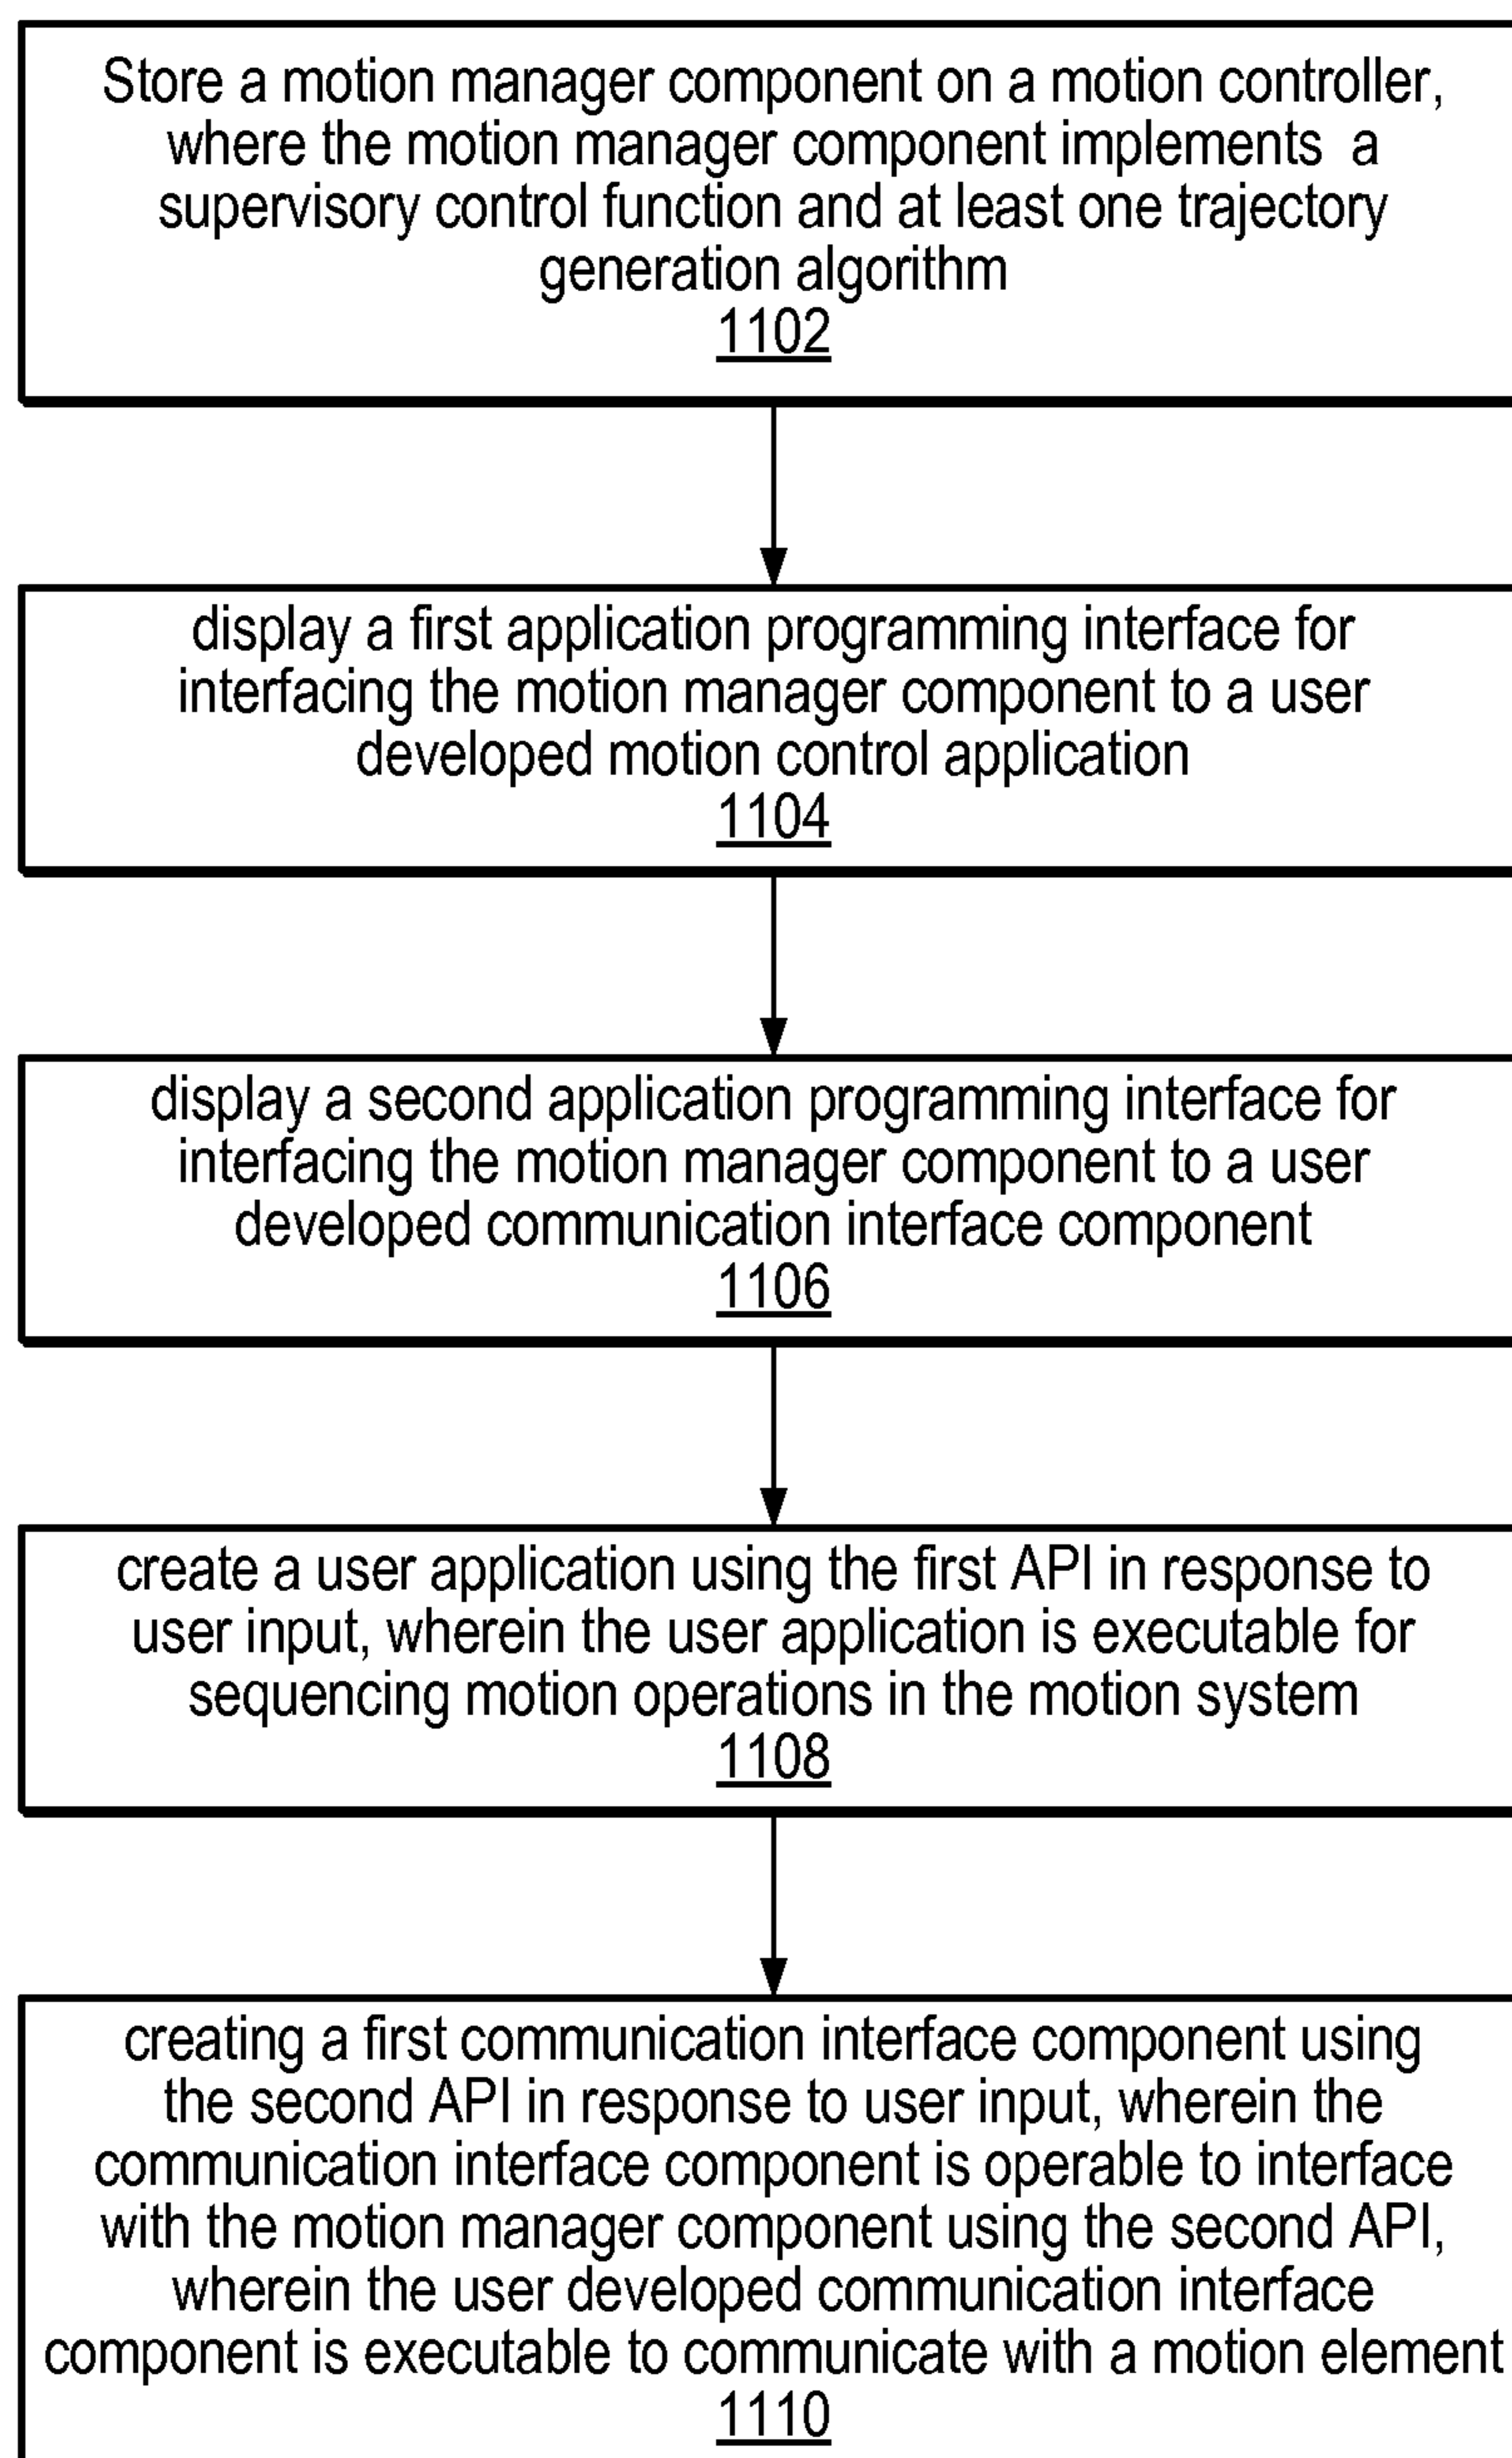 Store a motion manager component on a motion controller,
where the motion manager component implements a
supervisory control function and at least one trajectory
generation algorithm
1102
display a first application programming interface for
interfacing the motion manager component to a user
developed motion control application
1104
display a second application programming interface for
interfacing the motion manager component to a user
developed communication interface component
1106
create a user application using the first API in response to
user input, wherein the user application is executable for
sequencing motion operations in the motion system
1108
creating a first communication interface component using
the second API in response to user input, wherein the
communication interface component is operable to interface
with the motion manager component using the second API,
wherein the user developed communication interface
component is executable to communicate with a motion element
1110